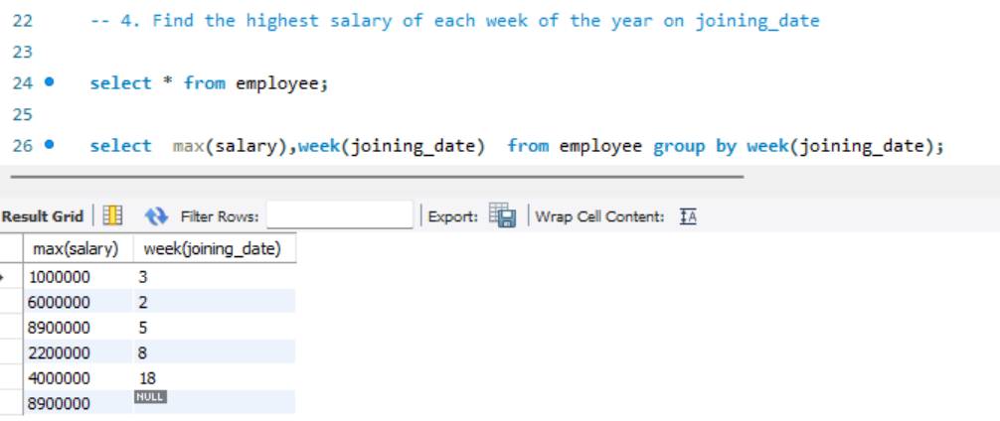 22 -- 4. Find the highest salary of each week of the year on joining_date
23
24 select * from employee;
25
26 select max(salary),week(joining_date) from employee group by week(joining_date);
Result Grid Filter Rows: Export: Wrap Cell Content: IA
max(salary) week(joining_date)
1000000 3
6000000 2
8900000 5
2200000 8
4000000 18
8900000 NULL